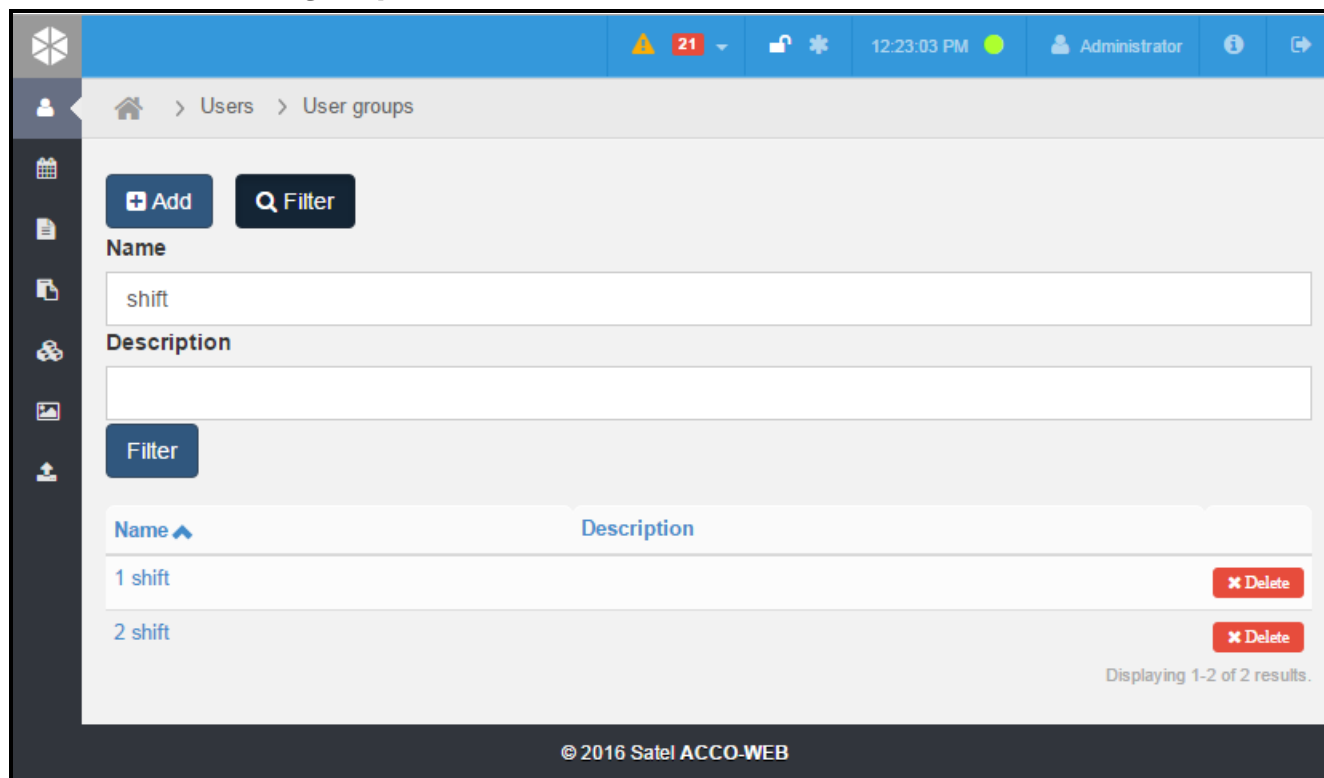 21 12:23:03 PM Administrator
Users > User groups
Add Filter
Name
shift
Description
Filter
Name Description
1 shift Delete
2 shift Delete
Displaying 1-2 of 2 results.
© 2016 Satel ACCO-WEB